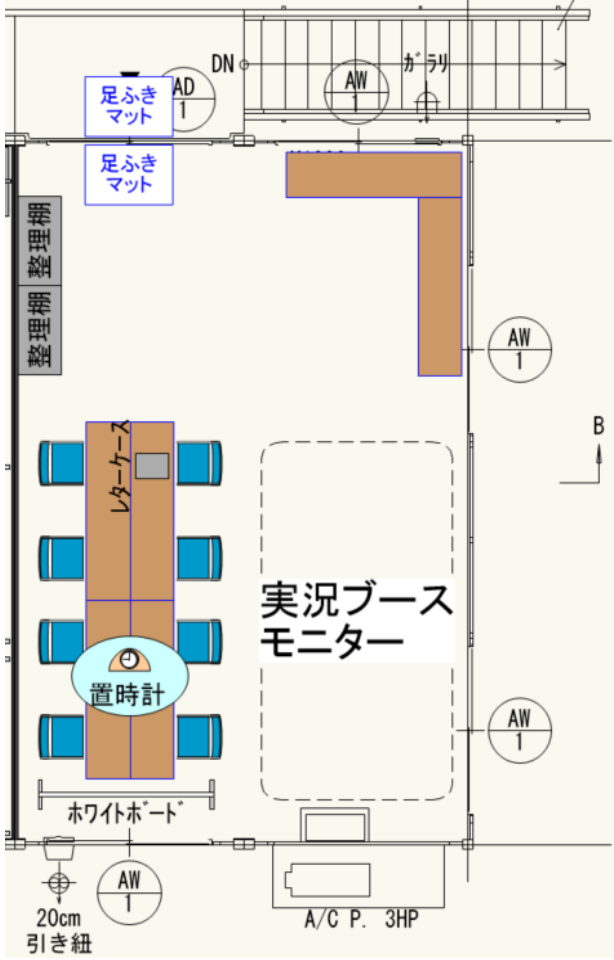 DN
ガラリ
AW
1
足ふき
マット
AD
1
足ふき
マット
整理棚
整理棚
AW
1
レターケース
B
実況ブース
モニター
置時計
AW
1
ホワイトボード
AW
1
20cm
引き紐
A/C P. 3HP